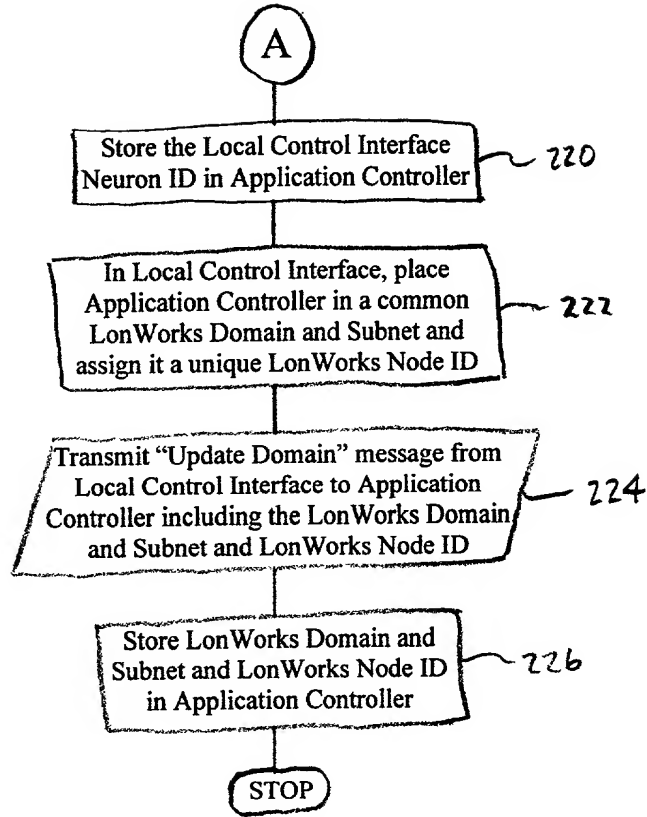 A
Store the Local Control Interface
Neuron ID in Application Controller
220
In Local Control Interface, place
Application Controller in a common
LonWorks Domain and Subnet and
assign it a unique LonWorks Node ID
222
Transmit “Update Domain” message from
Local Control Interface to Application
Controller including the LonWorks Domain
and Subnet and LonWorks Node ID
224
Store LonWorks Domain and
Subnet and LonWorks Node ID
in Application Controller
226
STOP